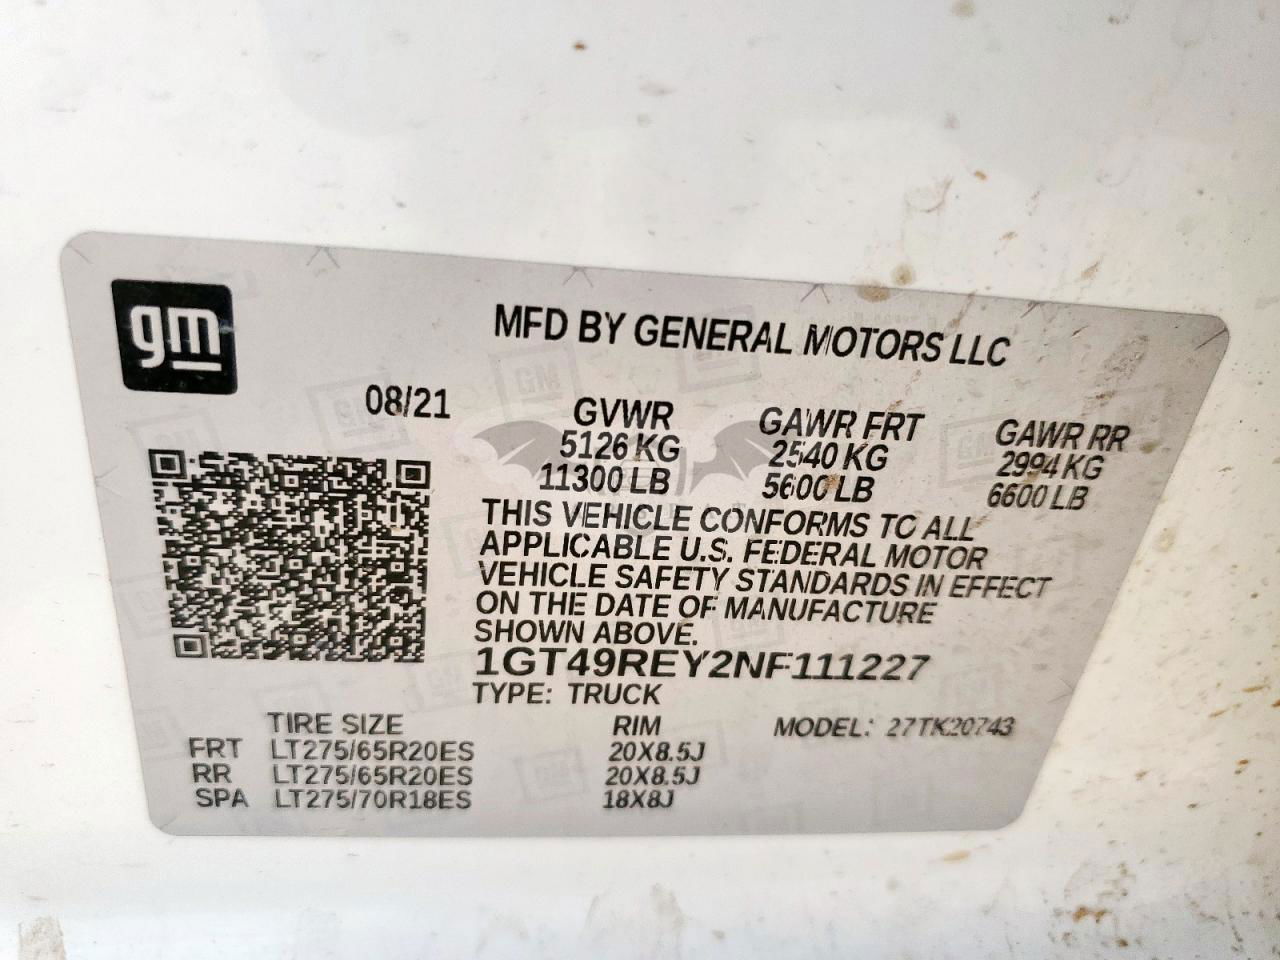 gm
MFD BY GENERAL MOTORS LLC
08/21
GVWR GAWR FRT GAWR RR
5126 KG 2540 KG 2994 KG
11300 LB 5600 LB 6600 LB
THIS VEHICLE CONFORMS TO ALL
APPLICABLE U.S. FEDERAL MOTOR
VEHICLE SAFETY STANDARDS IN EFFECT
ON THE DATE OF MANUFACTURE
SHOWN ABOVE.
1GT49REY2NF111227
TYPE: TRUCK
TIRE SIZE RIM MODEL: 27TK20743
FRT LT275/65R20ES 20X8.5J
RR LT275/65R20ES 20X8.5J
SPA LT275/70R18ES 18X8J